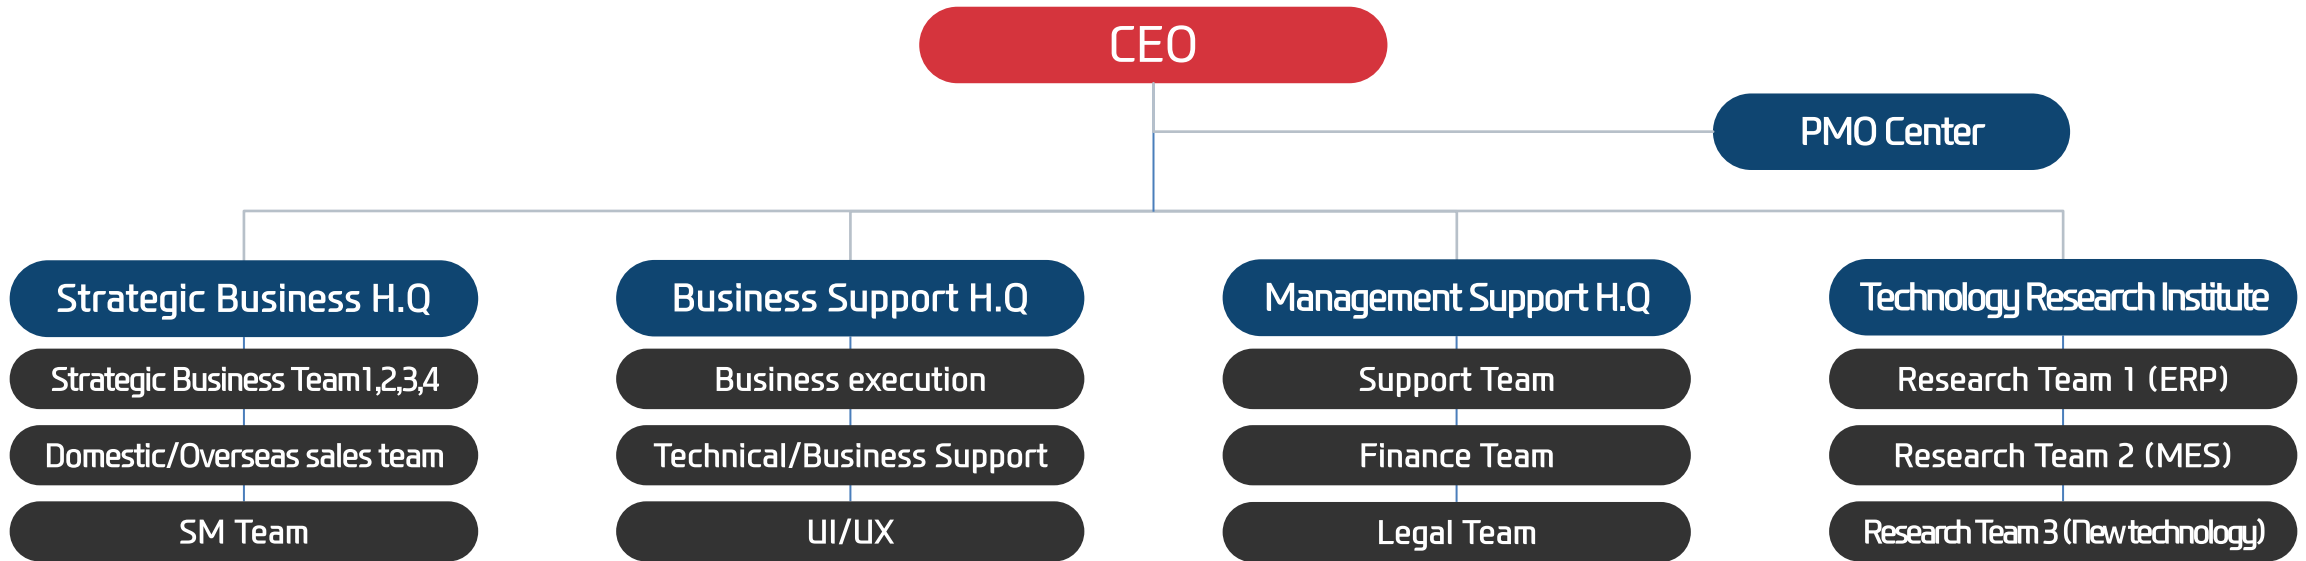 CEO
PMO Center
Strategic Business H.Q
Business Support H.Q
Management Support H.Q
Technology Research Institute
Strategic Business Team1,2,3,4
Business execution
Support Team
Research Team 1 (ERP)
Domestic/Overseas sales team
Technical/Business Support
Finance Team
Research Team 2 (MES)
SM Team
UI/UX
Legal Team
Research Team 3 (New technology)